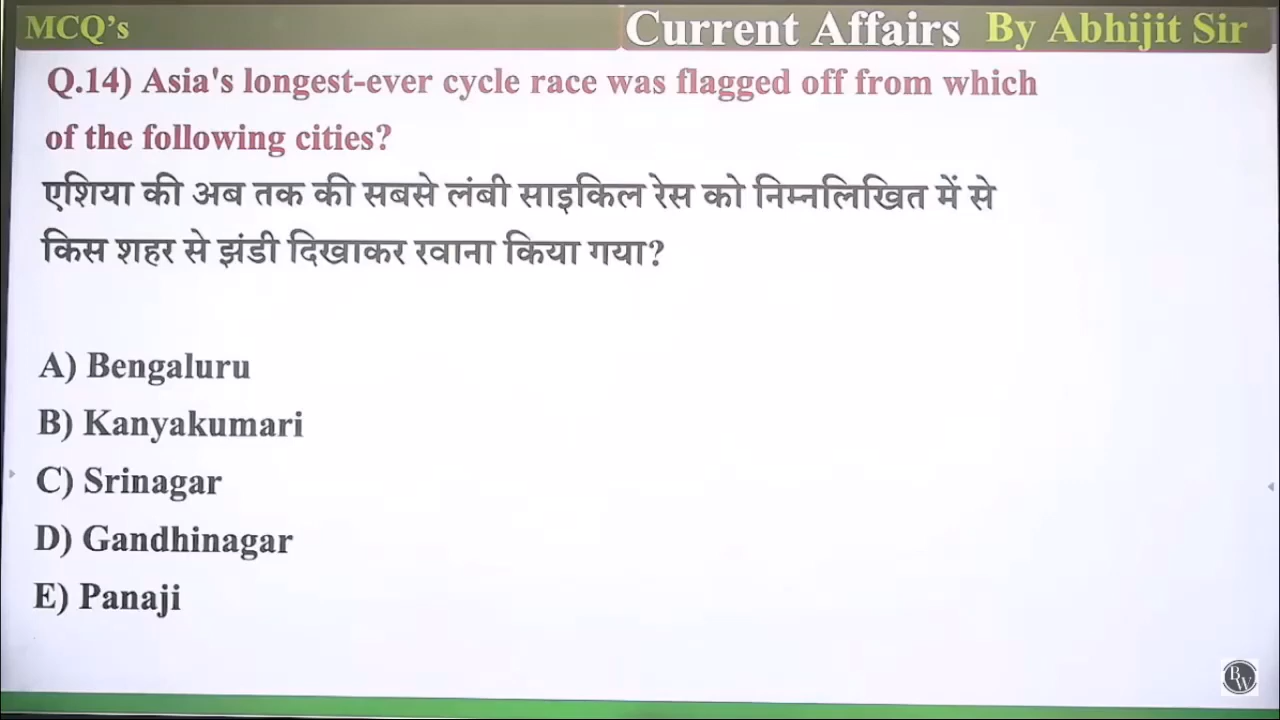 MCQ's
Current Affairs By Abhijit Sir
Q.14) Asia's longest-ever cycle race was flagged off from which
of the following cities?
एशिया की अब तक की सबसे लंबी साइकिल रेस को निम्नलिखित में से
किस शहर से झंडी दिखाकर रवाना किया गया?
A) Bengaluru
B) Kanyakumari
C) Srinagar
D) Gandhinagar
E) Panaji
PW